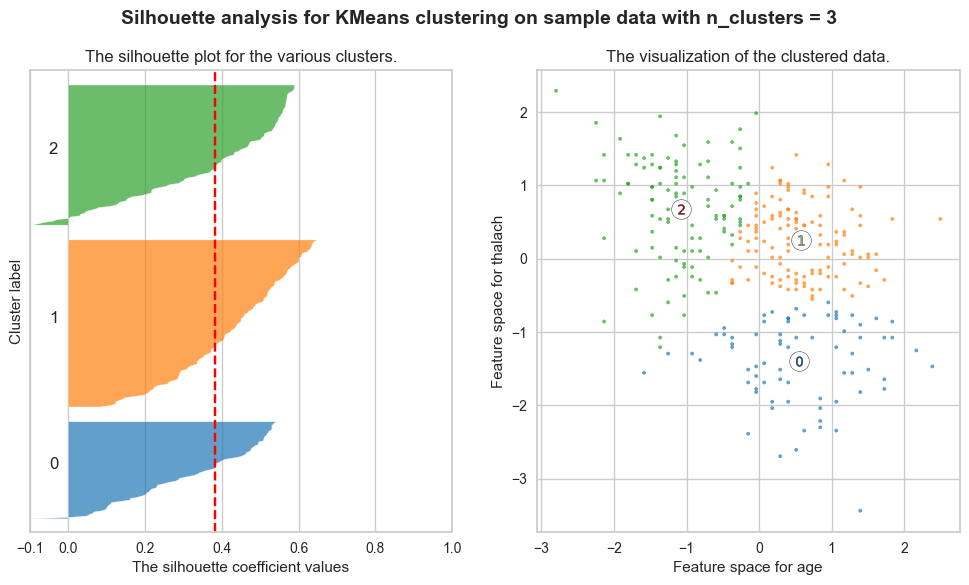 Silhouette analysis for KMeans clustering on sample data with n_clusters = 3
The silhouette plot for the various clusters.
2
1
0
Cluster label
−0.1 0.0 0.2 0.4 0.6 0.8 1.0
The silhouette coefficient values
The visualization of the clustered data.
2
1
0
−1
−2
−3
Feature space for thalach
2
1
0
−3 −2 −1 0 1 2
Feature space for age